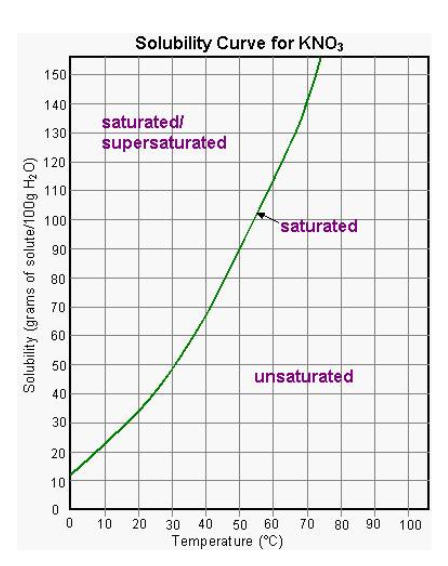 Solubility Curve for KNO₃
150
140
130
120
110
100
90
80
70
60
50
40
30
20
10
0
Solubility (grams of solute/100g H₂O)
saturated/
supersaturated
saturated
unsaturated
0 10 20 30 40 50 60 70 80 90 100
Temperature (°C)